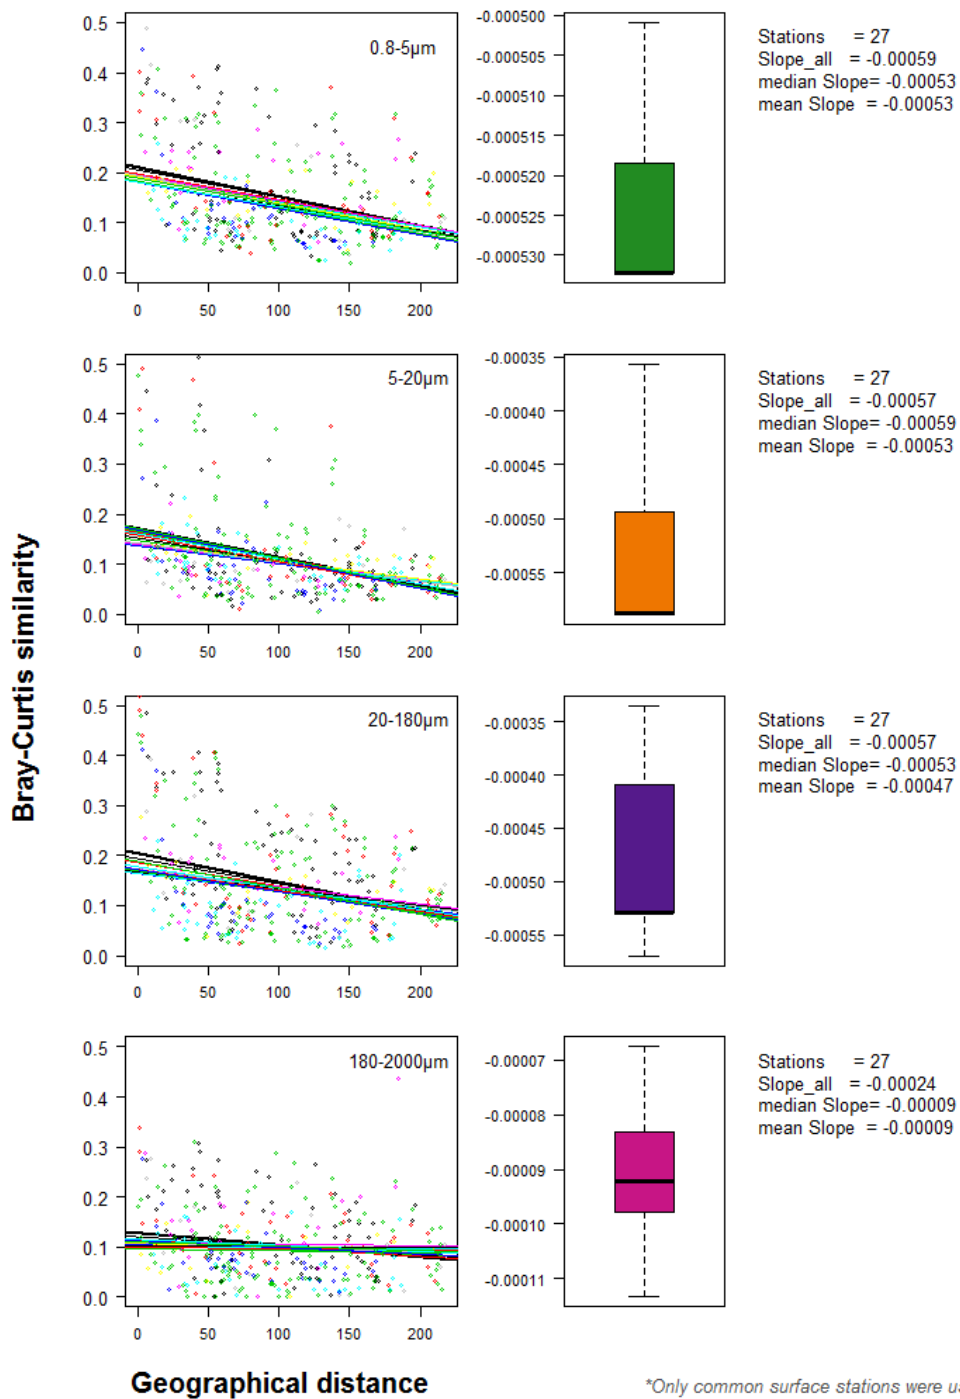 Bray-Curtis similarity
0.5
0.4
0.3
0.2
0.1
0.0
0.8-5µm
0 50 100 150 200
-0.000500
-0.000505
-0.000510
-0.000515
-0.000520
-0.000525
-0.000530
Stations = 27
Slope_all = -0.00059
median Slope= -0.00053
mean Slope = -0.00053
0.5
0.4
0.3
0.2
0.1
0.0
5-20µm
0 50 100 150 200
-0.00035
-0.00040
-0.00045
-0.00050
-0.00055
Stations = 27
Slope_all = -0.00057
median Slope= -0.00059
mean Slope = -0.00053
0.5
0.4
0.3
0.2
0.1
0.0
20-180µm
0 50 100 150 200
-0.00035
-0.00040
-0.00045
-0.00050
-0.00055
Stations = 27
Slope_all = -0.00057
median Slope= -0.00053
mean Slope = -0.00047
0.5
0.4
0.3
0.2
0.1
0.0
180-2000µm
0 50 100 150 200
-0.00007
-0.00008
-0.00009
-0.00010
-0.00011
Stations = 27
Slope_all = -0.00024
median Slope= -0.00009
mean Slope = -0.00009
Geographical distance
*Only common surface stations were